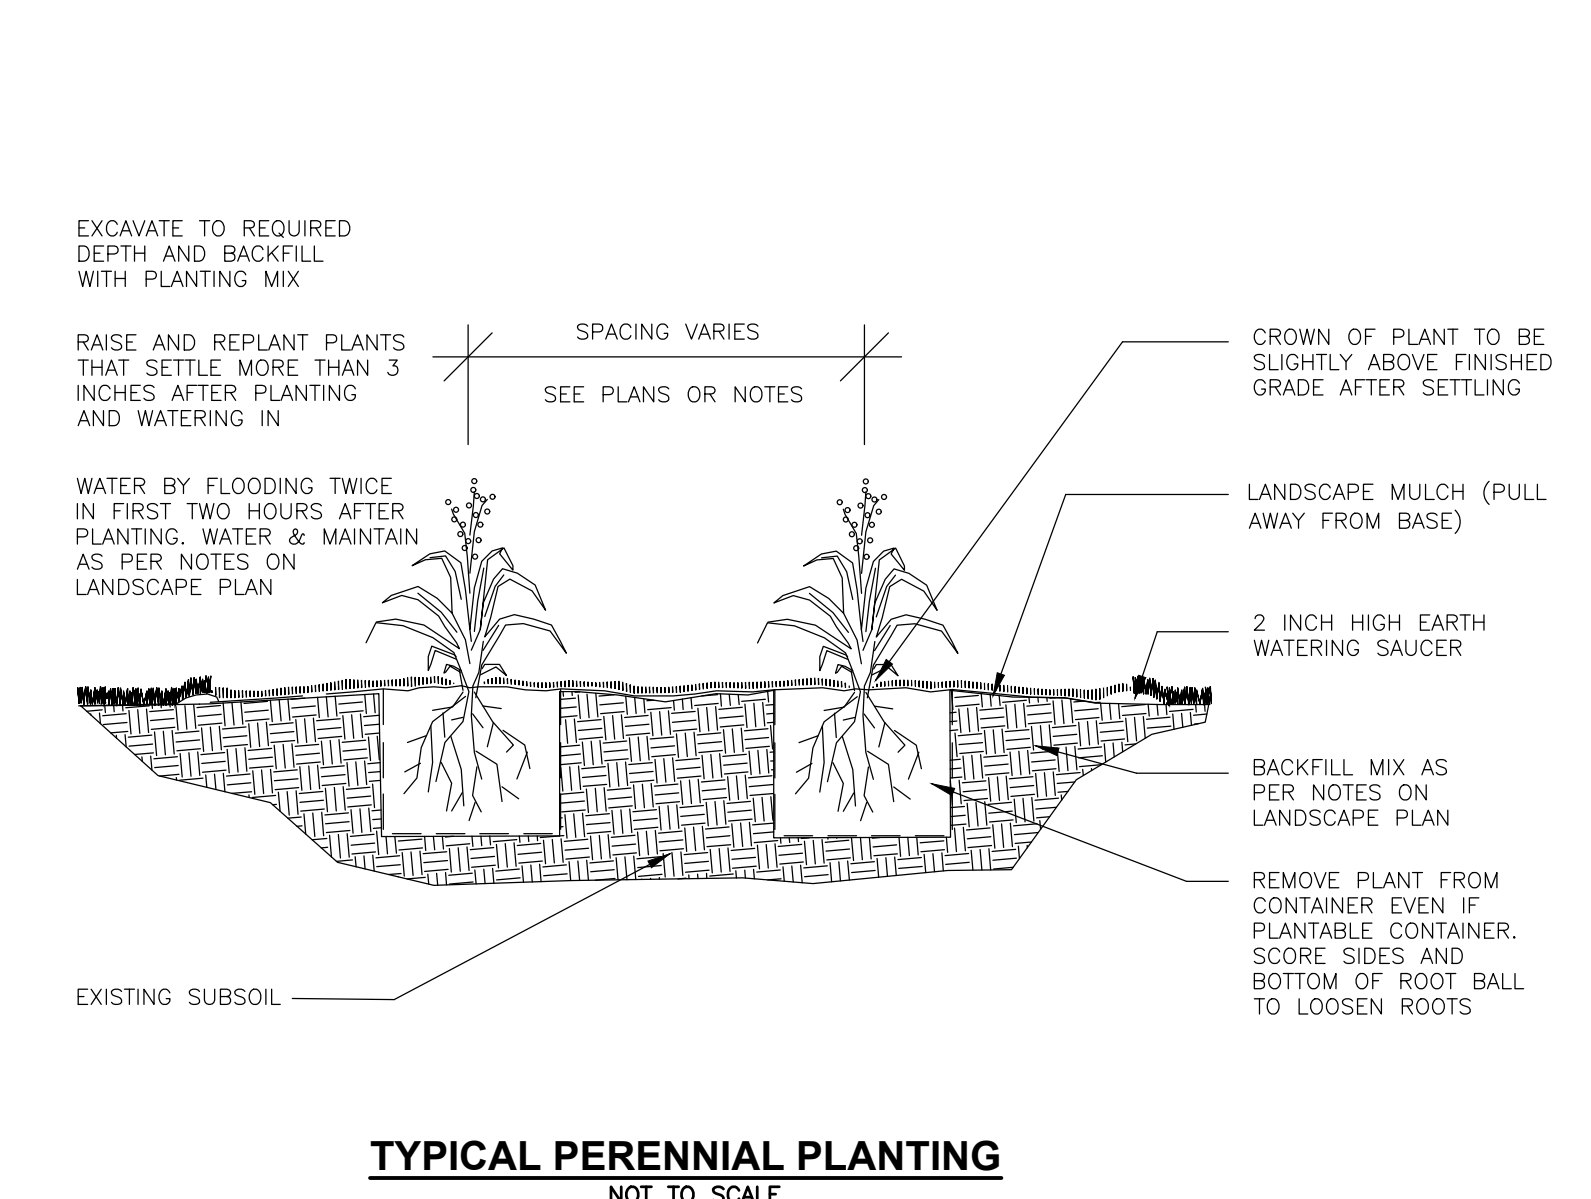 EXCAVATE TO REQUIRED
DEPTH AND BACKFILL
WITH PLANTING MIX
RAISE AND REPLANT PLANTS
THAT SETTLE MORE THAN 3
INCHES AFTER PLANTING
AND WATERING IN
WATER BY FLOODING TWICE
IN FIRST TWO HOURS AFTER
PLANTING. WATER & MAINTAIN
AS PER NOTES ON
LANDSCAPE PLAN
SPACING VARIES
SEE PLANS OR NOTES
CROWN OF PLANT TO BE
SLIGHTLY ABOVE FINISHED
GRADE AFTER SETTLING
LANDSCAPE MULCH (PULL
AWAY FROM BASE)
2 INCH HIGH EARTH
WATERING SAUCER
BACKFILL MIX AS
PER NOTES ON
LANDSCAPE PLAN
REMOVE PLANT FROM
CONTAINER EVEN IF
PLANTABLE CONTAINER.
SCORE SIDES AND
BOTTOM OF ROOT BALL
TO LOOSEN ROOTS
EXISTING SUBSOIL
TYPICAL PERENNIAL PLANTING
NOT TO SCALE